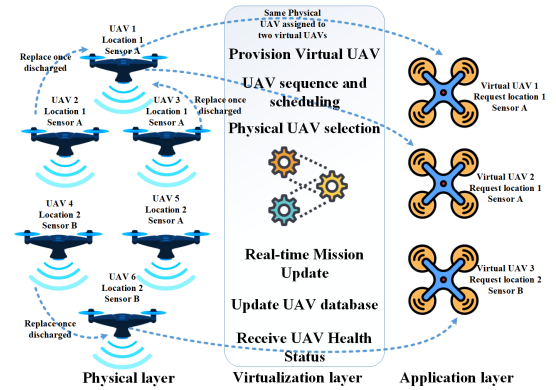 UAV 1
Location 1
Sensor A
Replace once
discharged
UAV 2
Location 1
Sensor A
UAV 3
Location 1
Sensor A
Replace once
discharged
UAV 4
Location 2
Sensor B
UAV 5
Location 2
Sensor A
UAV 6
Location 2
Sensor B
Replace once
discharged
Physical layer
Same Physical
UAV assigned to
two virtual UAVs
Provision Virtual UAV
UAV sequence and
scheduling
Physical UAV selection
Real-time Mission
Update
Update UAV database
Receive UAV Health
Status
Virtualization layer
Virtual UAV 1
Request location 1
Sensor A
Virtual UAV 2
Request location 1
Sensor A
Virtual UAV 3
Request location 2
Sensor B
Application layer